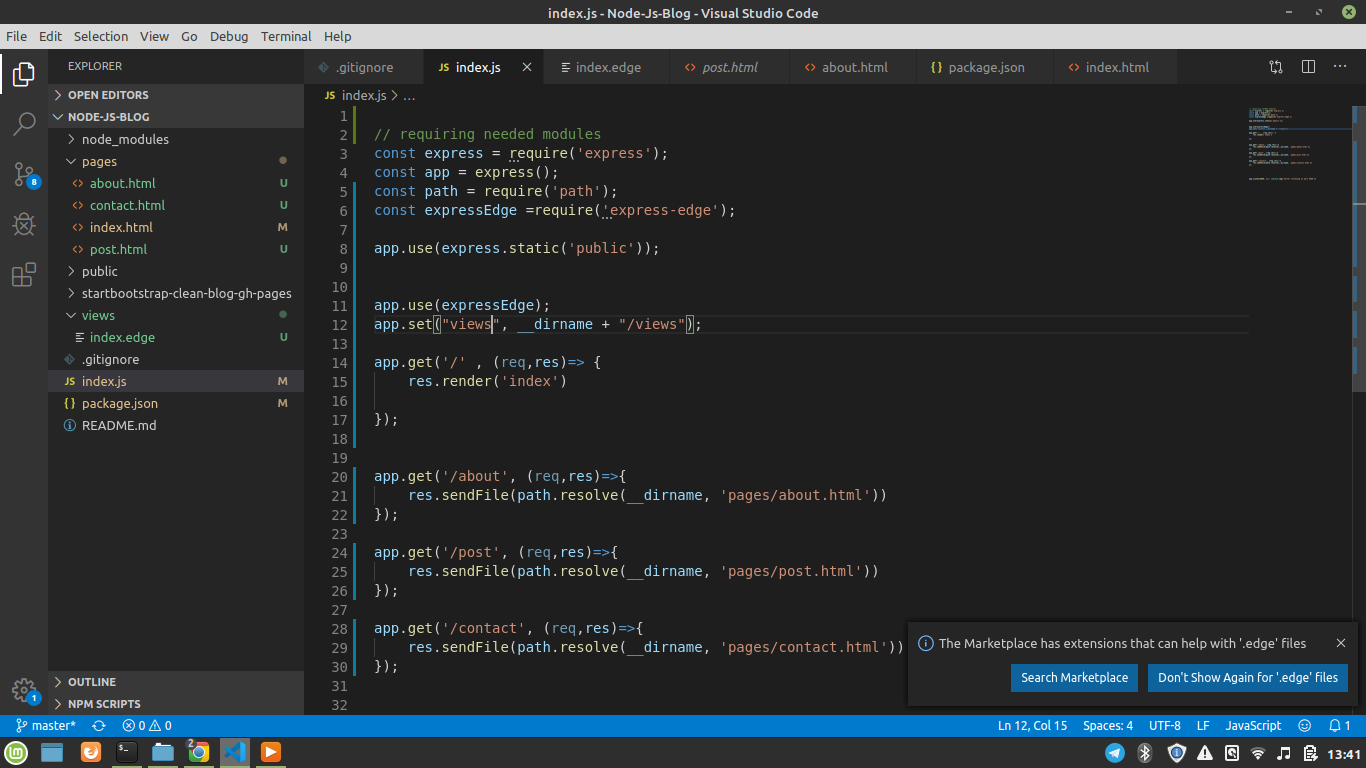 index.js - Node-Js-Blog - Visual Studio Code
File Edit Selection View Go Debug Terminal Help
EXPLORER
OPEN EDITORS
NODE-JS-BLOG
node_modules
pages
about.html U
contact.html U
index.html M
post.html U
public
startbootstrap-clean-blog-gh-pages
views
index.edge U
.gitignore
JS index.js M
{} package.json M
README.md
OUTLINE
NPM SCRIPTS
8
1
.gitignore JS index.js index.edge post.html about.html {} package.json index.html
JS index.js > ...
1
2 // requiring needed modules
3 const express = require('express');
4 const app = express();
5 const path = require('path');
6 const expressEdge =require('express-edge');
7
8 app.use(express.static('public'));
9
10
11 app.use(expressEdge);
12 app.set("views", __dirname + "/views");
13
14 app.get('/' , (req,res)=> {
15 res.render('index')
16
17 });
18
19
20 app.get('/about', (req,res)=>{
21 res.sendFile(path.resolve(__dirname, 'pages/about.html'))
22 });
23
24 app.get('/post', (req,res)=>{
25 res.sendFile(path.resolve(__dirname, 'pages/post.html'))
26 });
27
28 app.get('/contact', (req,res)=>{
29 res.sendFile(path.resolve(__dirname, 'pages/contact.html'))
30 });
31
32
The Marketplace has extensions that can help with '.edge' files
Search Marketplace Don't Show Again for '.edge' files
master* 0 0 Ln 12, Col 15 Spaces: 4 UTF-8 LF JavaScript 1
2 13:41